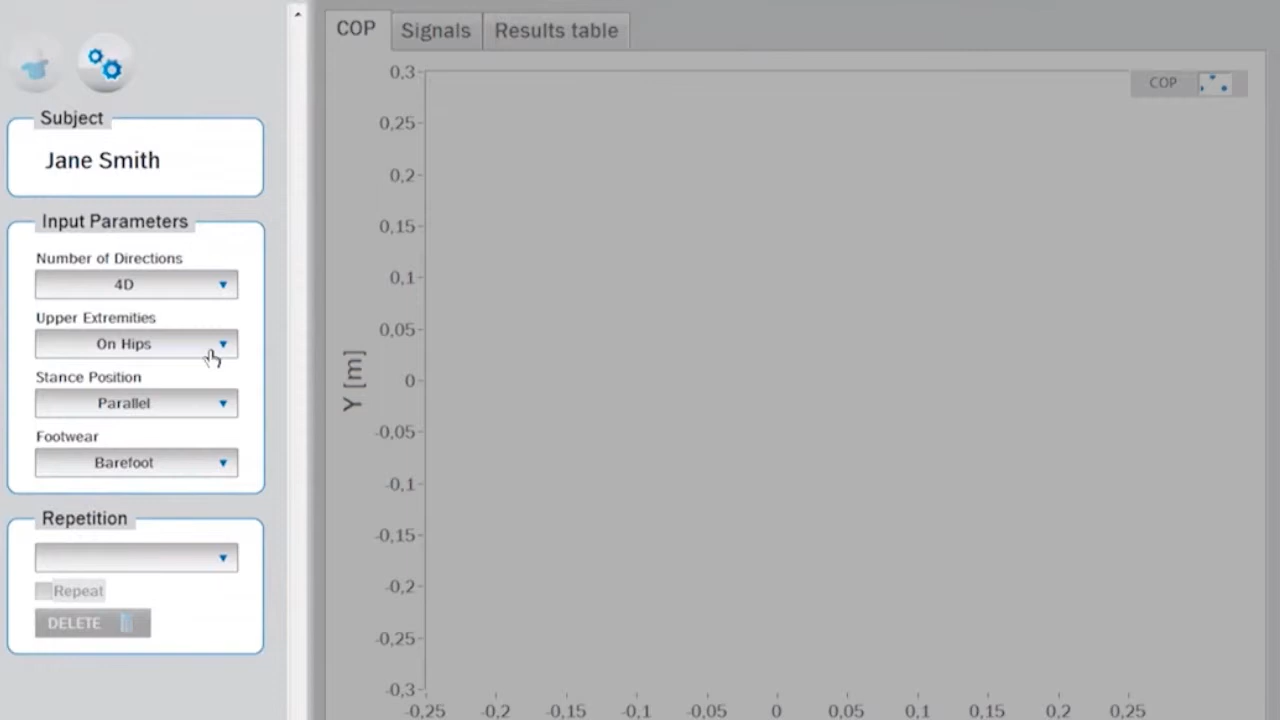 COP
Signals
Results table
Subject
Jane Smith
Input Parameters
Number of Directions
4D
Upper Extremities
On Hips
Stance Position
Parallel
Footwear
Barefoot
Repetition
Repeat
DELETE
COP
Y [m]
0,3
0,25
0,2
0,15
0,1
0,05
0
-0,05
-0,1
-0,15
-0,2
-0,25
-0,3
-0,25 -0,2 -0,15 -0,1 -0,05 0 0,05 0,1 0,15 0,2 0,25